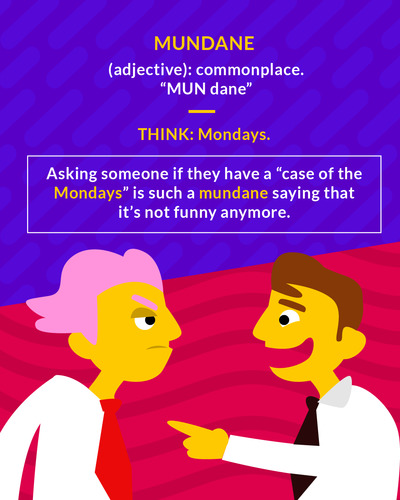 MUNDANE
(adjective): commonplace.
“MUN dane”
THINK: Mondays.
Asking someone if they have a “case of the
Mondays” is such a mundane saying that
it’s not funny anymore.